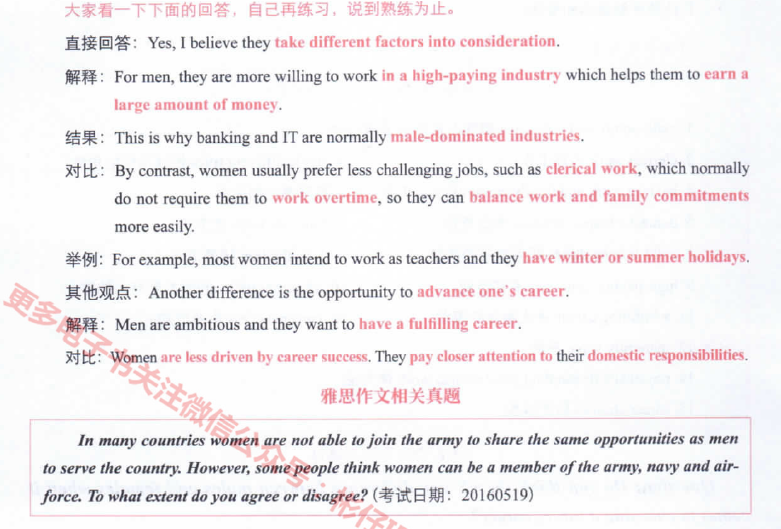 大家看一下下面的回答，自己再练习，说到熟练为止。
直接回答：Yes, I believe they take different factors into consideration.
解释：For men, they are more willing to work in a high-paying industry which helps them to earn a
large amount of money.
结果：This is why banking and IT are normally male-dominated industries.
对比：By contrast, women usually prefer less challenging jobs, such as clerical work, which normally
do not require them to work overtime, so they can balance work and family commitments
more easily.
举例：For example, most women intend to work as teachers and they have winter or summer holidays.
其他观点：Another difference is the opportunity to advance one's career.
解释：Men are ambitious and they want to have a fulfilling career.
对比：Women are less driven by career success. They pay closer attention to their domestic responsibilities.
雅思作文相关真题
In many countries women are not able to join the army to share the same opportunities as men
to serve the country. However, some people think women can be a member of the army, navy and air-
force. To what extent do you agree or disagree? (考试日期：20160519)
更多电子书关注微信公众号：彬仔